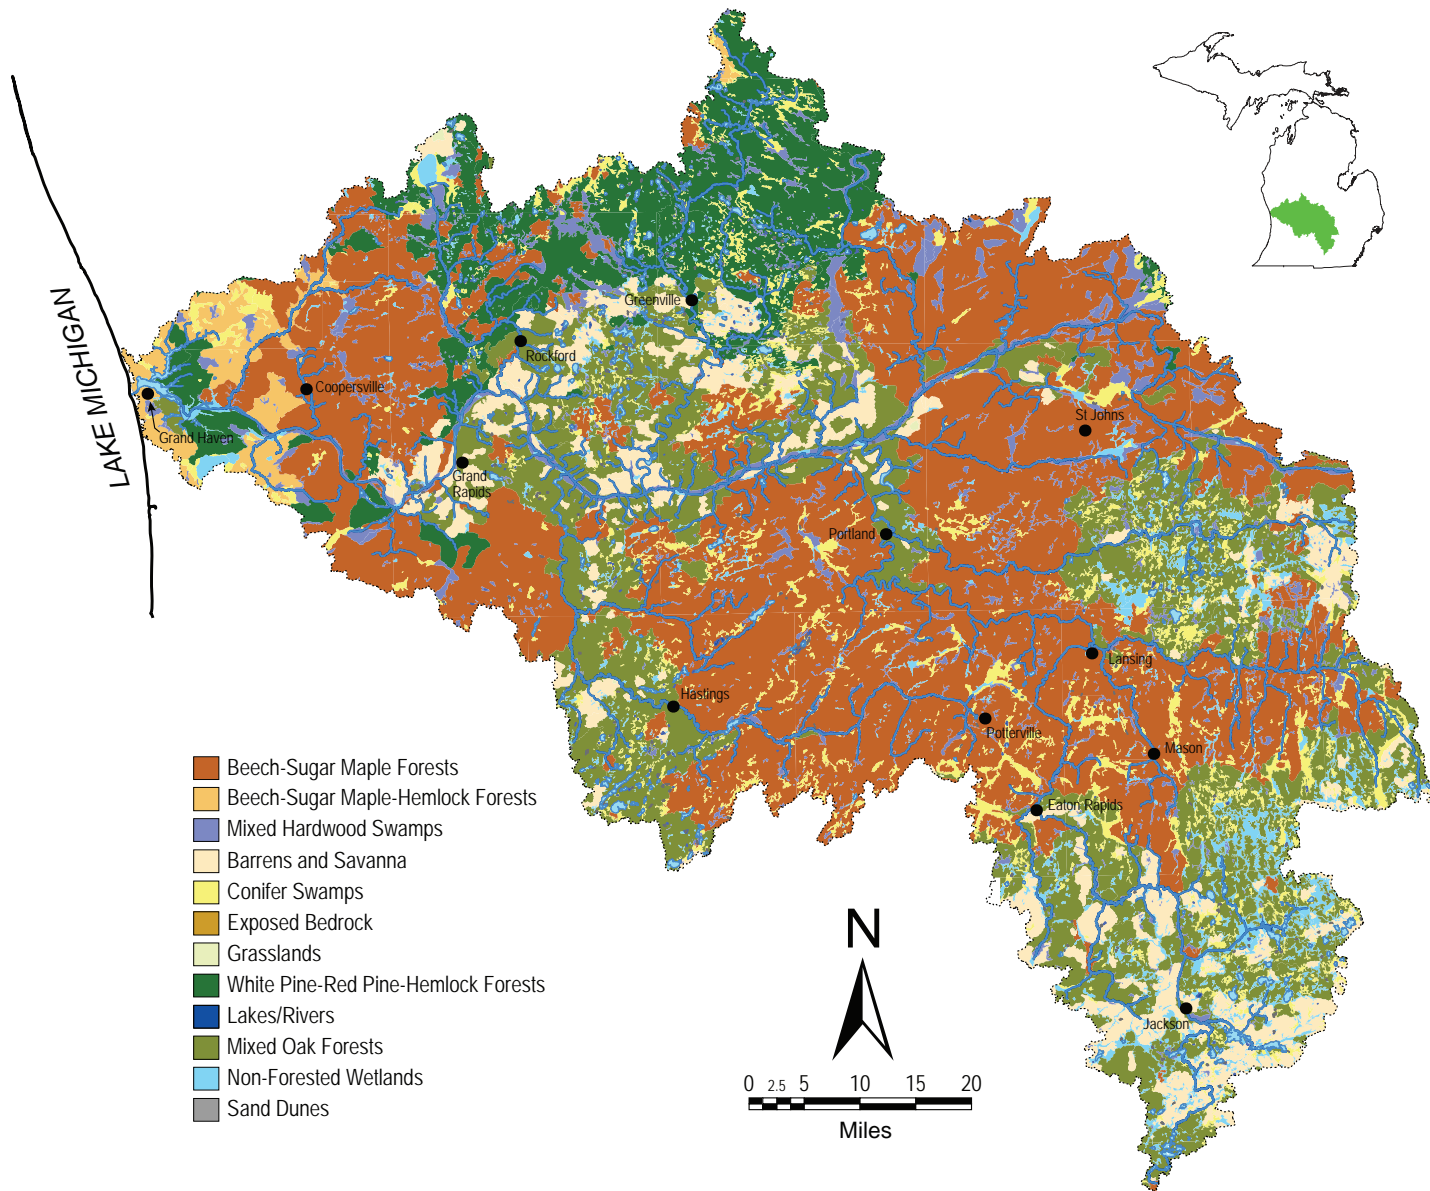 LAKE MICHIGAN
Greenville
Rockford
Coopersville
Grand Haven
St Johns
Grand
Rapids
Portland
Lansing
Hastings
Potterville
Mason
Eaton Rapids
Jackson
Beech-Sugar Maple Forests
Beech-Sugar Maple-Hemlock Forests
Mixed Hardwood Swamps
Barrens and Savanna
Conifer Swamps
Exposed Bedrock
Grasslands
White Pine-Red Pine-Hemlock Forests
Lakes/Rivers
Mixed Oak Forests
Non-Forested Wetlands
Sand Dunes
N
0 2.5 5 10 15 20
Miles